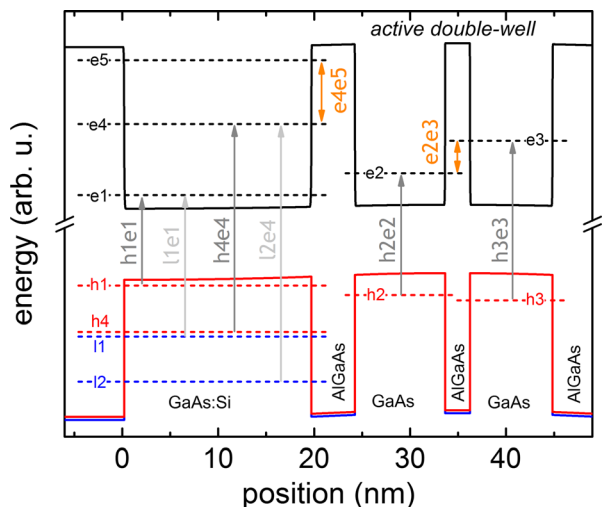 active double-well
e5
e4e5
e4
e3
e2e3
e2
e1
energy (arb. u.)
h1e1
l1e1
h4e4
l2e4
h2e2
h3e3
h1
h2
h3
h4
l1
l2
GaAs:Si
AlGaAs
GaAs
AlGaAs
GaAs
AlGaAs
0 10 20 30 40
position (nm)